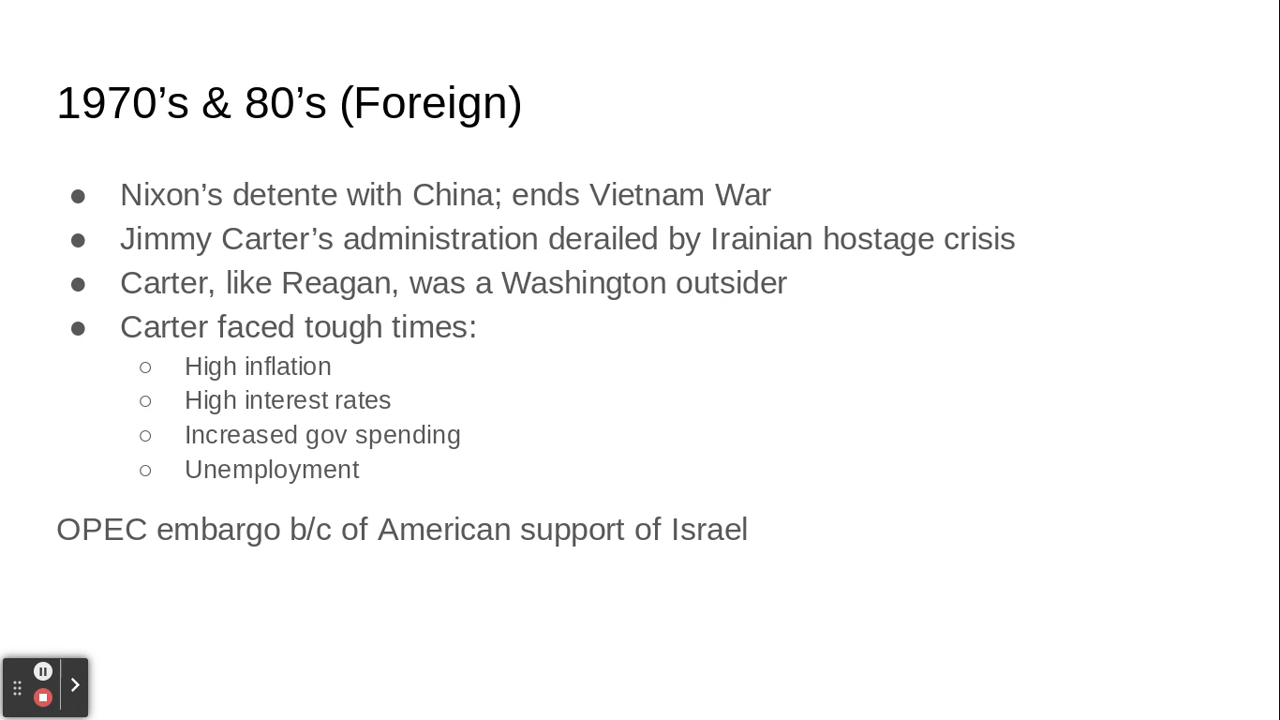 1970’s & 80’s (Foreign)
● Nixon’s detente with China; ends Vietnam War
● Jimmy Carter’s administration derailed by Irainian hostage crisis
● Carter, like Reagan, was a Washington outsider
● Carter faced tough times:
○ High inflation
○ High interest rates
○ Increased gov spending
○ Unemployment
OPEC embargo b/c of American support of Israel